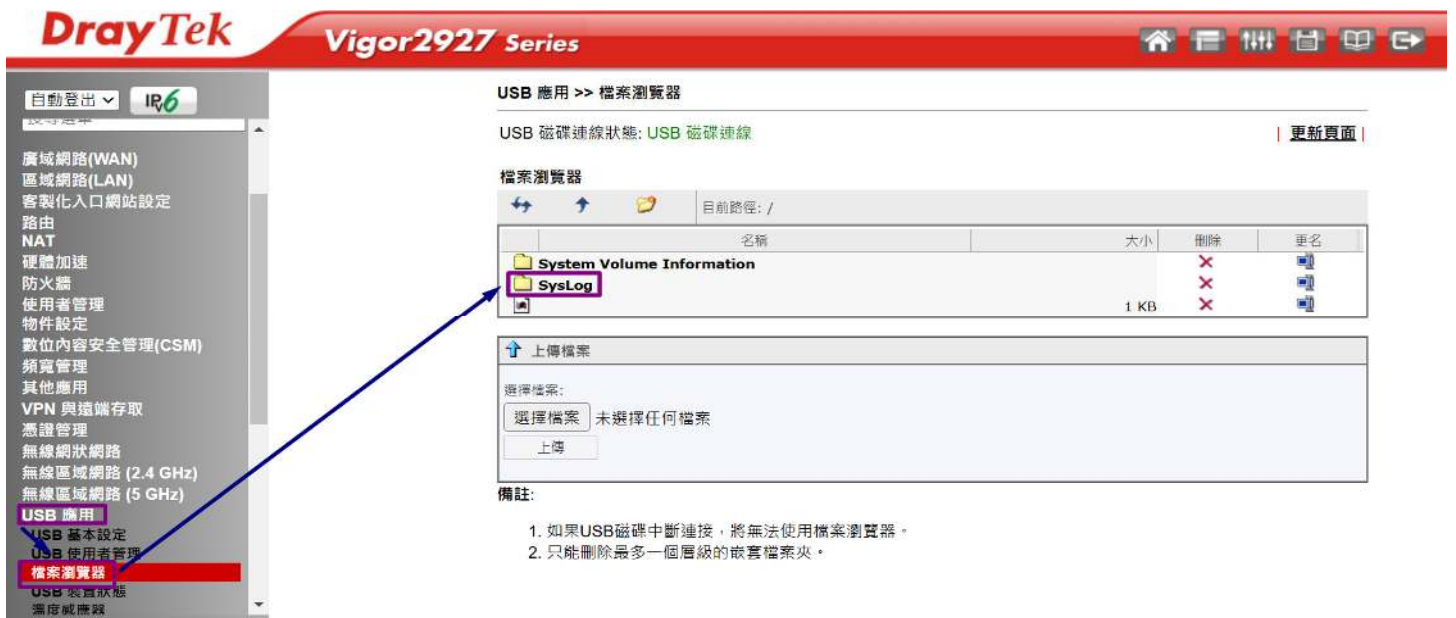 DrayTek
Vigor2927 Series
自動登出
IPv6
搜尋選單
廣域網路(WAN)
區域網路(LAN)
客製化入口網站設定
路由
NAT
硬體加速
防火牆
使用者管理
物件設定
數位內容安全管理(CSM)
頻寬管理
其他應用
VPN 與遠端存取
憑證管理
無線網狀網路
無線區域網路 (2.4 GHz)
無線區域網路 (5 GHz)
USB 應用
USB 基本設定
USB 使用者管理
檔案瀏覽器
USB 裝置狀態
溫度感應器
USB 應用 >> 檔案瀏覽器
USB 磁碟連線狀態: USB 磁碟連線
| 更新頁面 |
檔案瀏覽器
目前路徑: /
名稱 大小 刪除 更名
System Volume Information
SysLog
1 KB
上傳檔案
選擇檔案:
選擇檔案 未選擇任何檔案
上傳
備註:
1. 如果USB磁碟中斷連接，將無法使用檔案瀏覽器。
2. 只能刪除最多一個層級的嵌套檔案夾。